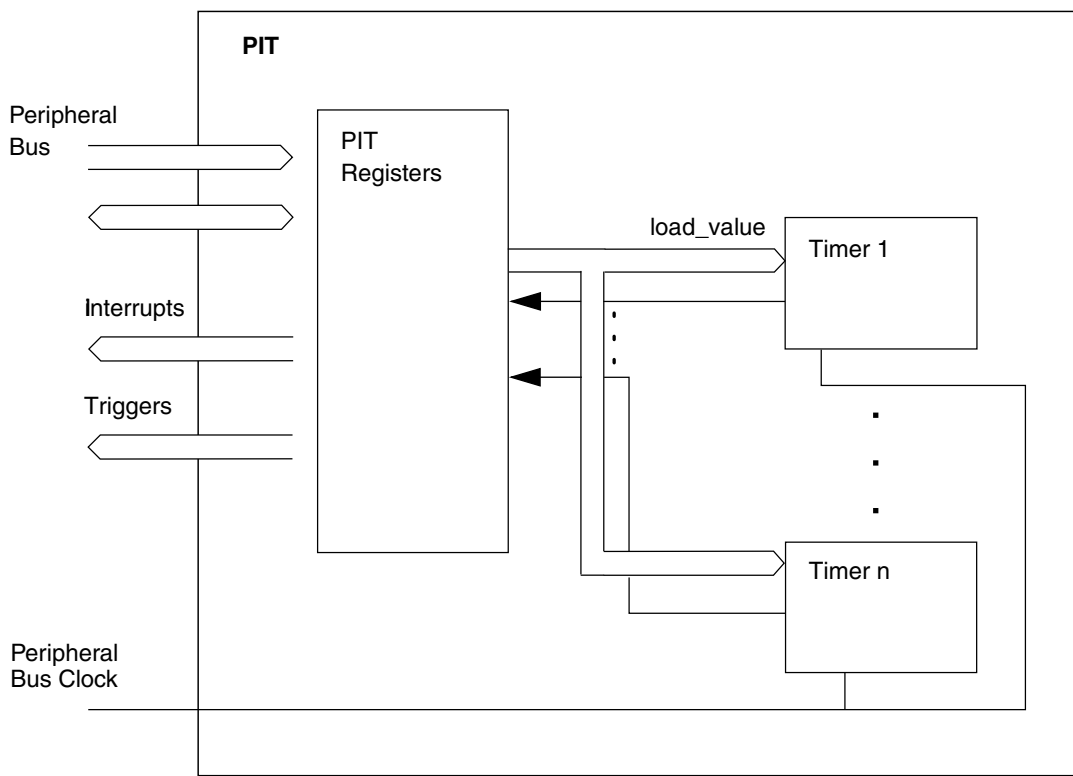 PIT
Peripheral
Bus
PIT
Registers
load_value
Timer 1
Interrupts
Triggers
Timer n
Peripheral
Bus Clock